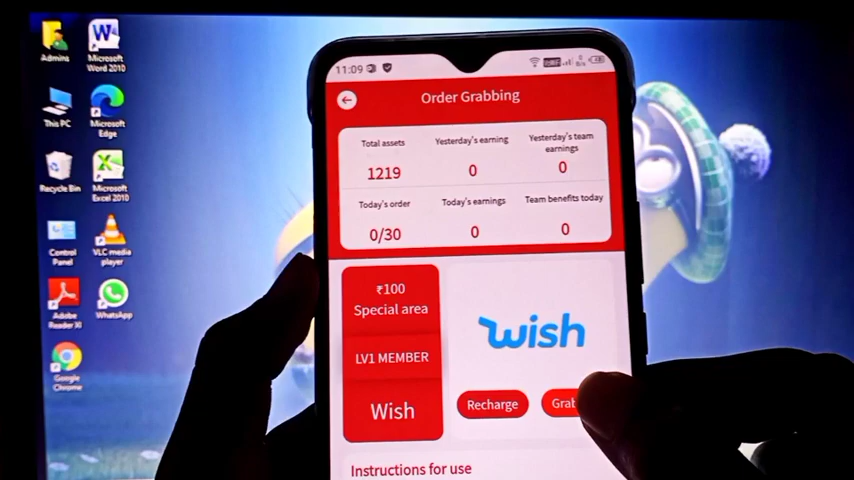 Admins
Microsoft
Word 2010
This PC
Microsoft
Edge
Recycle Bin
Microsoft
Excel 2010
Control
Panel
VLC media
player
Adobe
Reader XI
WhatsApp
Google
Chrome
11:09
Order Grabbing
Total assets
Yesterday's earning
Yesterday's team
earnings
1219
0
0
Today's order
Today's earnings
Team benefits today
0/30
0
0
₹100
Special area
LV1 MEMBER
Wish
wish
Recharge
Grab
Instructions for use